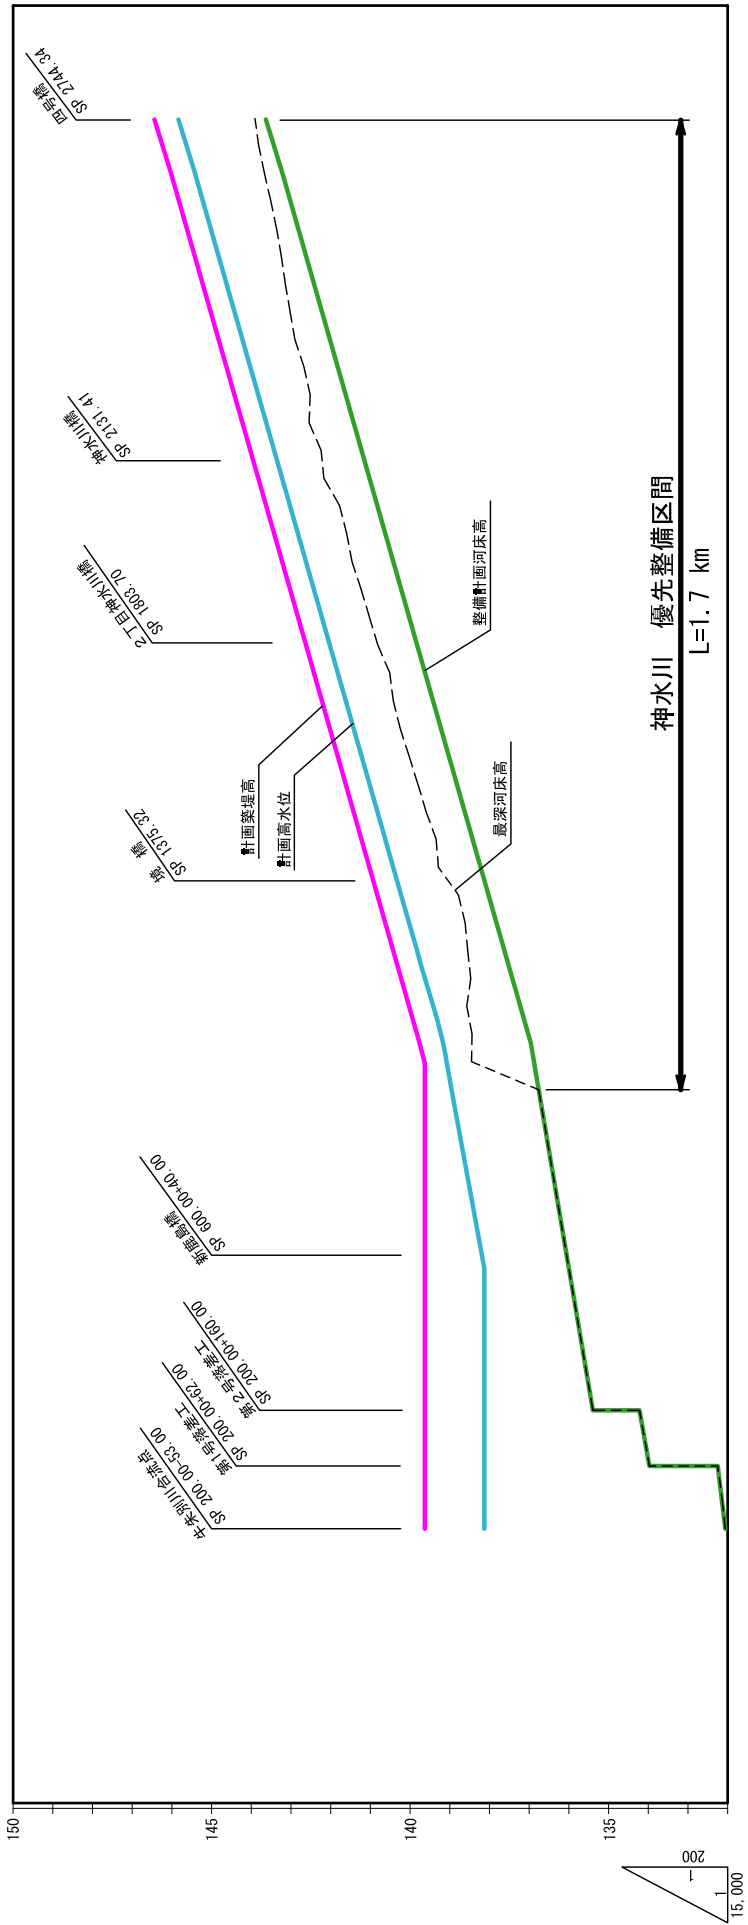 150
145
140
135
牛朱別川合流点
SP 200.00-53.00
第1号落差工
SP 200.00+62.00
第2号落差工
SP 200.00+160.00
新鹿島橋
SP 600.00+40.00
境 橋
SP 1375.32
2丁目神水川橋
SP 1803.70
神水川橋
SP 2131.41
四号橋
SP 2744.34
計画築堤高
計画高水位
整備計画河床高
最深河床高
神水川 優先整備区間
L=1.7 km
200
1
1
15,000